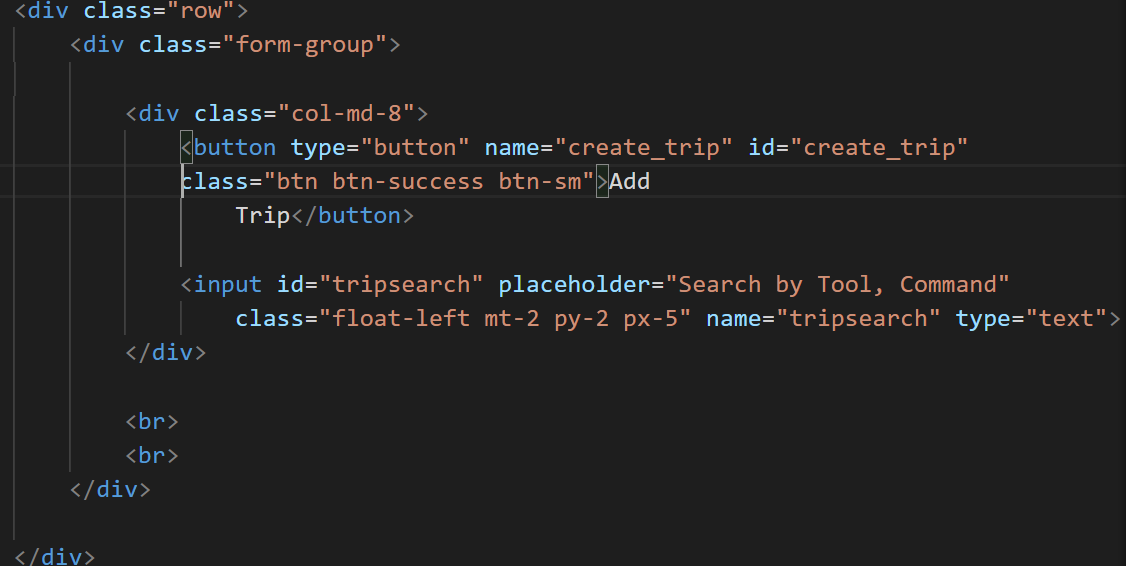 <div class="row">
<div class="form-group">
<div class="col-md-8">
<button type="button" name="create_trip" id="create_trip"
class="btn btn-success btn-sm">Add
Trip</button>
<input id="tripsearch" placeholder="Search by Tool, Command"
class="float-left mt-2 py-2 px-5" name="tripsearch" type="text">
</div>
<br>
<br>
</div>
</div>